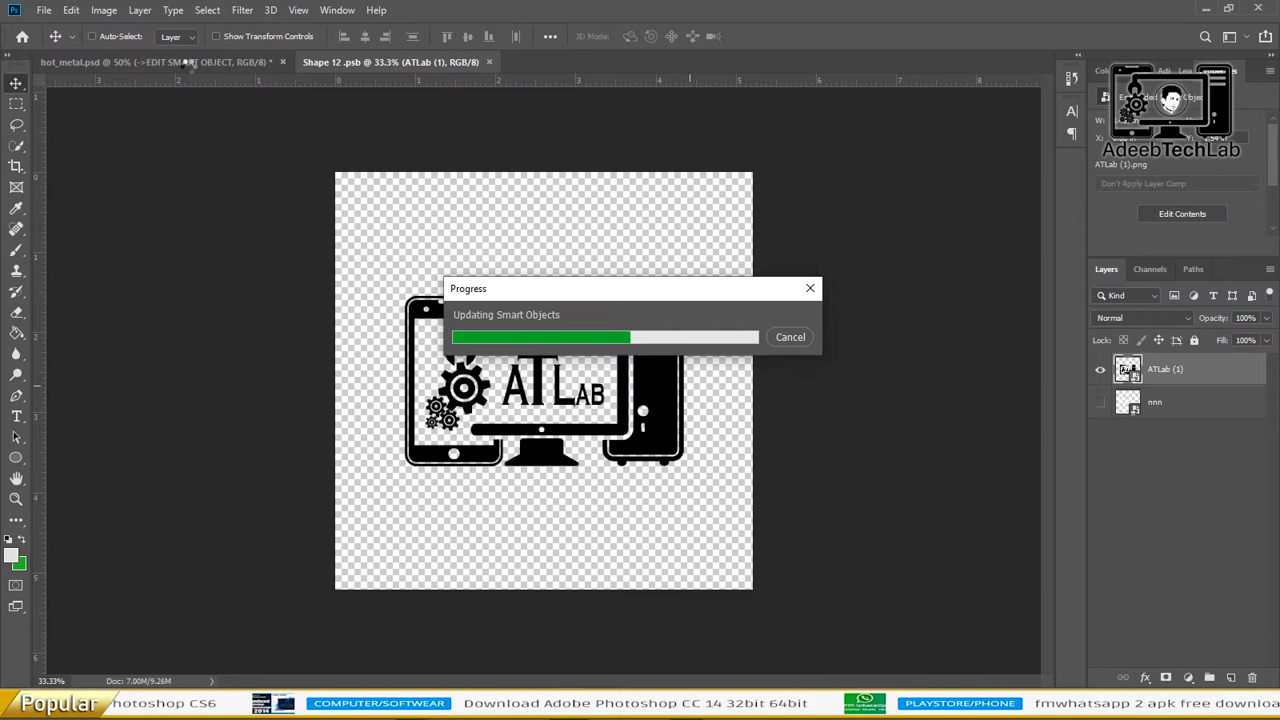 Ps File Edit Image Layer Type Select Filter 3D View Window Help
Auto-Select: Layer Show Transform Controls 3D Mode:
hot_metal.psd @ 50% (->EDIT SMART OBJECT, RGB/8) *
Shape 12 .psb @ 33.3% (ATLab (1), RGB/8)
AdeebTechLab
ATLab (1).png
Don't Apply Layer Comp
Edit Contents
Layers Channels Paths
Kind
Normal Opacity: 100%
Lock: Fill: 100%
ATLab (1)
nnn
Progress
Updating Smart Objects
Cancel
ATLAB
33.33% Doc: 7.00M/9.26M
Popular
hotoshop CS6
COMPUTER/SOFTWARE
Download Adobe Photoshop CC 14 32bit 64bit
PLAYSTORE/PHONE
fmwhatsapp 2 apk free downloa